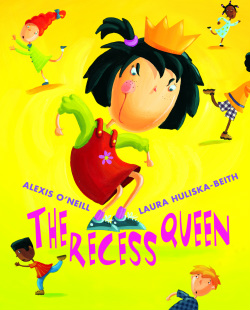 ALEXIS O'NEILL
LAURA HULISKA-BEITH
THE RECESS QUEEN